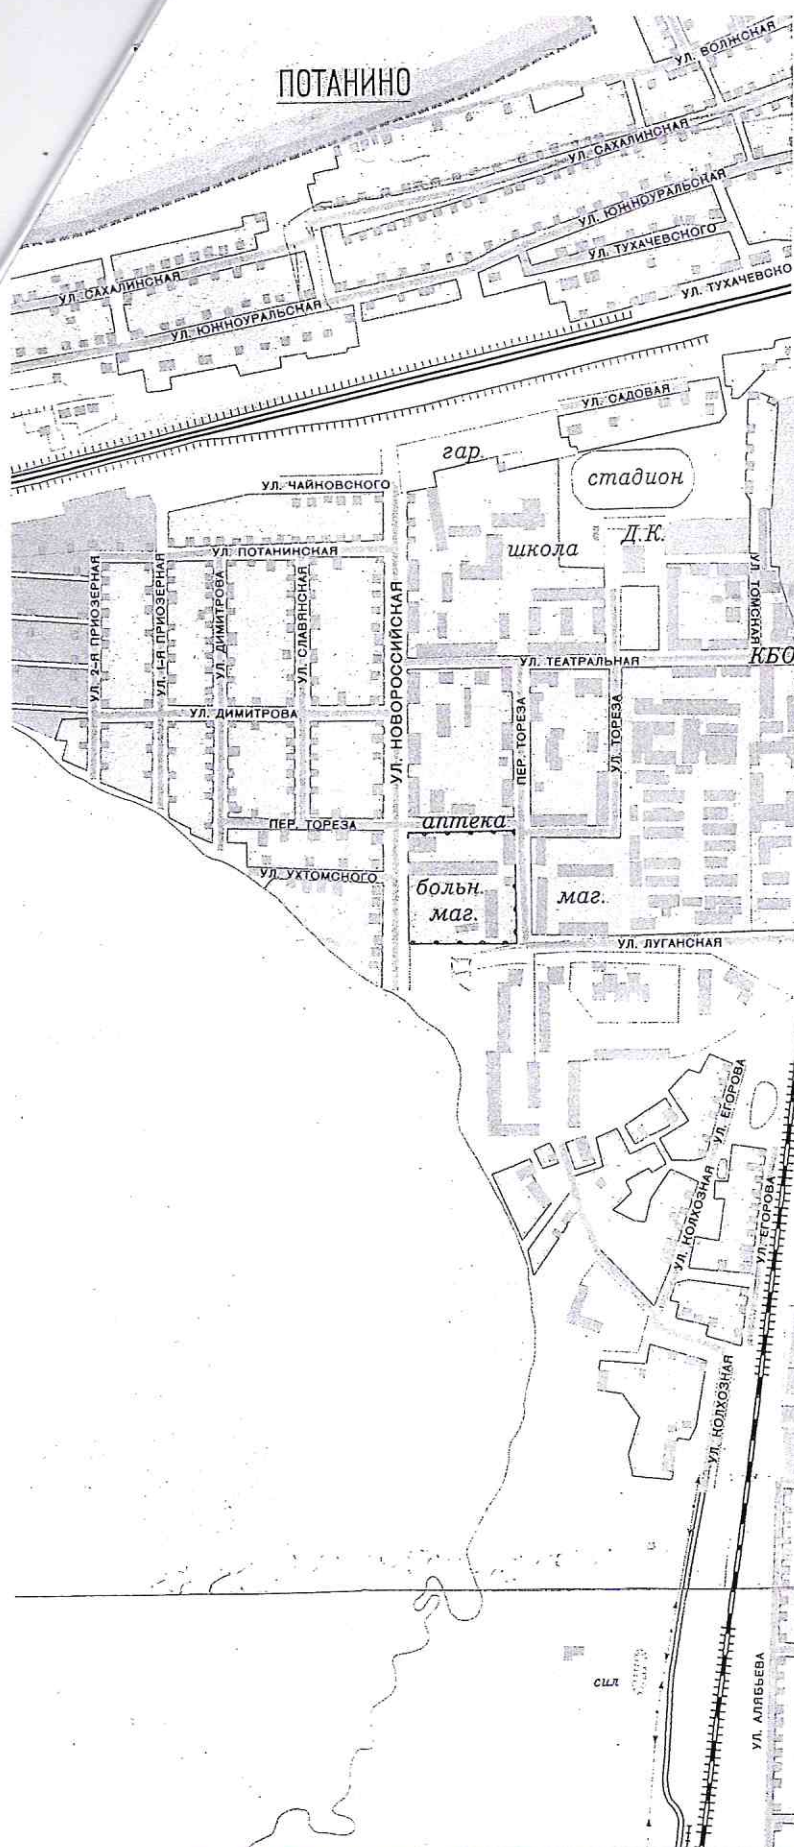 УЛ. ВОЛЖСКАЯ
ПОТАНИНО
УЛ. САХАЛИНСКАЯ
УЛ. ЮЖНОУРАЛЬСКАЯ
УЛ. ТУХАЧЕВСКОГО
УЛ. САХАЛИНСКАЯ
УЛ. ТУХАЧЕВСКО
УЛ. ЮЖНОУРАЛЬСКАЯ
УЛ. САДОВАЯ
гар.
стадион
УЛ. ЧАЙНОВСКОГО
Д.К.
школа
УЛ. ПОТАНИНСКАЯ
УЛ. 2-Я ПРИОЗЕРНАЯ
УЛ. 1-Я ПРИОЗЕРНАЯ
УЛ. ДИМИТРОВА
УЛ. СЛАВЯНСКАЯ
УЛ. НОВОРОССИЙСКАЯ
УЛ. ТОМСКАЯ
КБО
УЛ. ТЕАТРАЛЬНАЯ
УЛ. ДИМИТРОВА
ПЕР. ТОРЕЗА
УЛ. ТОРЕЗА
ПЕР. ТОРЕЗА
аптека
УЛ. УХТОМСКОГО
больн.
маг.
маг.
УЛ. ЛУГАНСКАЯ
УЛ. ЕГОРОВА
УЛ. КОЛХОЗНАЯ
УЛ. ЕГОРОВА
УЛ. КОЛХОЗНАЯ
сил
УЛ. АЛЯБЬЕВА